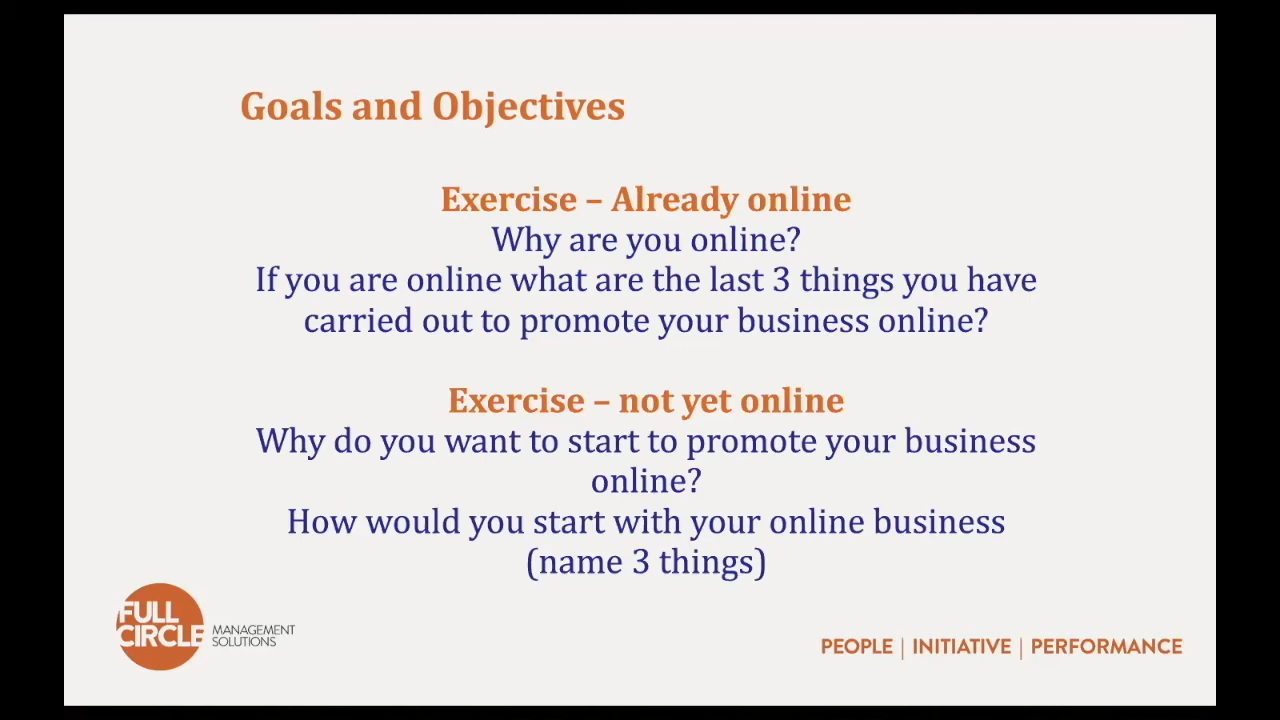 Goals and Objectives
Exercise – Already online
Why are you online?
If you are online what are the last 3 things you have
carried out to promote your business online?
Exercise – not yet online
Why do you want to start to promote your business
online?
How would you start with your online business
(name 3 things)
FULL
CIRCLE
MANAGEMENT
SOLUTIONS
PEOPLE | INITIATIVE | PERFORMANCE